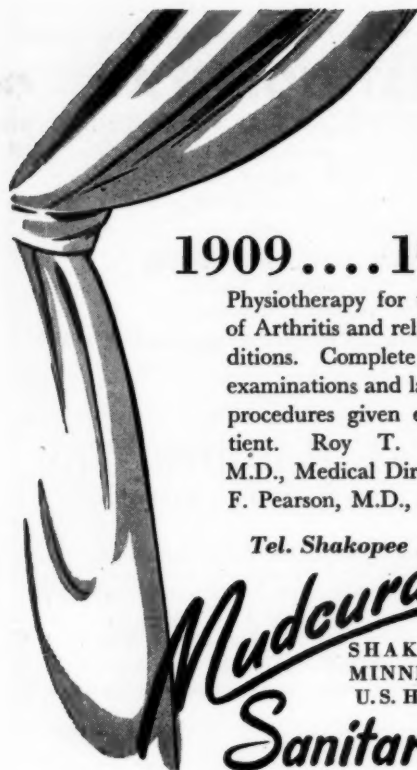 1909....1
Physiotherapy for
of Arthritis and rel
ditions. Complete
examinations and l
procedures given e
tient. Roy T.
M.D., Medical Dir
F. Pearson, M.D.,
Tel. Shakopee
Mudcura
SHAK
MINN
U.S. H
Sanitar